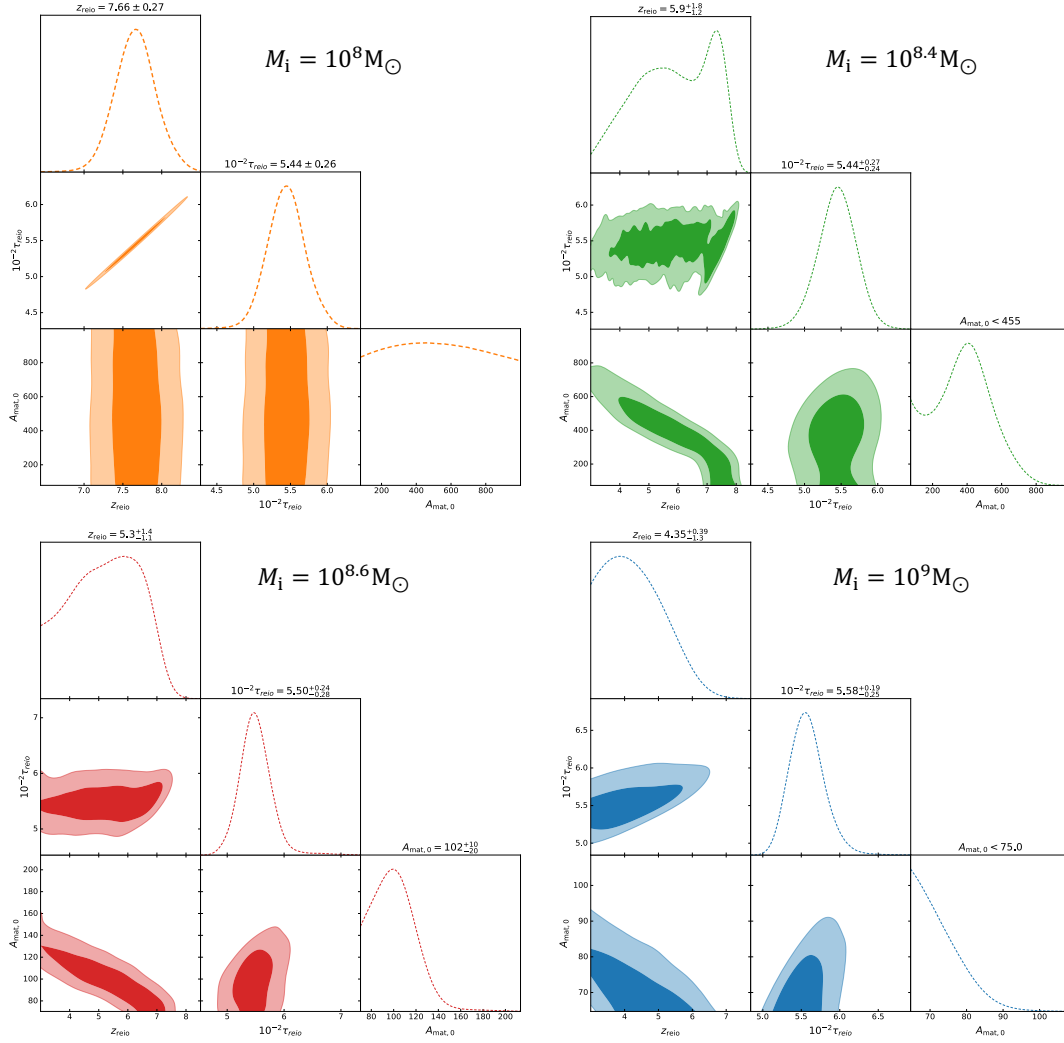 z_reio = 7.66 ± 0.27
M_i = 10^8 M_⊙
10^-2 τ_reio = 5.44 ± 0.26
6.0
5.5
5.0
4.5
10^-2 τ_reio
800
600
400
200
A_mat,0
7.0 7.5 8.0
z_reio
4.5 5.0 5.5 6.0
10^-2 τ_reio
200 400 600 800
A_mat,0
z_reio = 5.9^+1.8_-1.2
M_i = 10^8.4 M_⊙
10^-2 τ_reio = 5.44^+0.27_-0.24
6.0
5.5
5.0
4.5
10^-2 τ_reio
A_mat,0 < 455
800
600
400
200
A_mat,0
4 5 6 7 8
z_reio
4.5 5.0 5.5 6.0
10^-2 τ_reio
200 400 600 800
A_mat,0
z_reio = 5.3^+1.4_-1.1
M_i = 10^8.6 M_⊙
10^-2 τ_reio = 5.50^+0.24_-0.28
7
6
5
10^-2 τ_reio
A_mat,0 = 102^+10_-20
200
180
160
140
120
100
80
A_mat,0
4 5 6 7 8
z_reio
5 6 7
10^-2 τ_reio
80 100 120 140 160 180 200
A_mat,0
z_reio = 4.35^+0.39_-1.3
M_i = 10^9 M_⊙
10^-2 τ_reio = 5.58^+0.19_-0.25
6.5
6.0
5.5
5.0
10^-2 τ_reio
A_mat,0 < 75.0
100
90
80
70
A_mat,0
4 5 6 7
z_reio
5.0 5.5 6.0 6.5
10^-2 τ_reio
70 80 90 100
A_mat,0